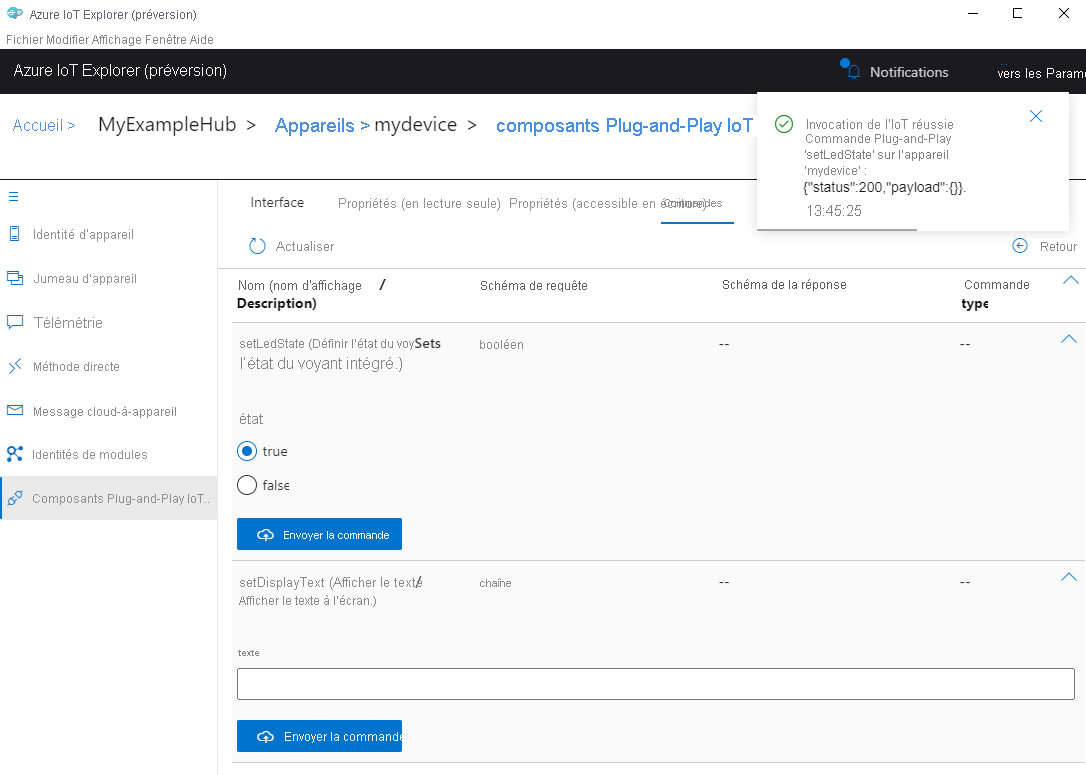 Azure IoT Explorer (préversion)
Fichier Modifier Affichage Fenêtre Aide
Azure IoT Explorer (préversion)
Notifications
vers les Param
Accueil > MyExampleHub > Appareils > mydevice > composants Plug-and-Play IoT
Invocation de l'IoT réussie
Commande Plug-and-Play
'setLedState' sur l'appareil
'mydevice' :
{"status":200,"payload":{}}.
13:45:25
Identité d'appareil
Jumeau d'appareil
Télémétrie
Méthode directe
Message cloud-à-appareil
Identités de modules
Composants Plug-and-Play IoT..
Interface Propriétés (en lecture seule) Propriétés (accessible en écriture) Commandes
Actualiser
Retour
Nom (nom d'affichage /
Description)
Schéma de requête
Schéma de la réponse
Commande
type
setLedState (Définir l'état du voy Sets
l'état du voyant intégré.)
booléen
--
--
état
true
false
Envoyer la commande
setDisplayText (Afficher le texte /
Afficher le texte à l'écran.)
chaîne
--
--
texte
Envoyer la commande